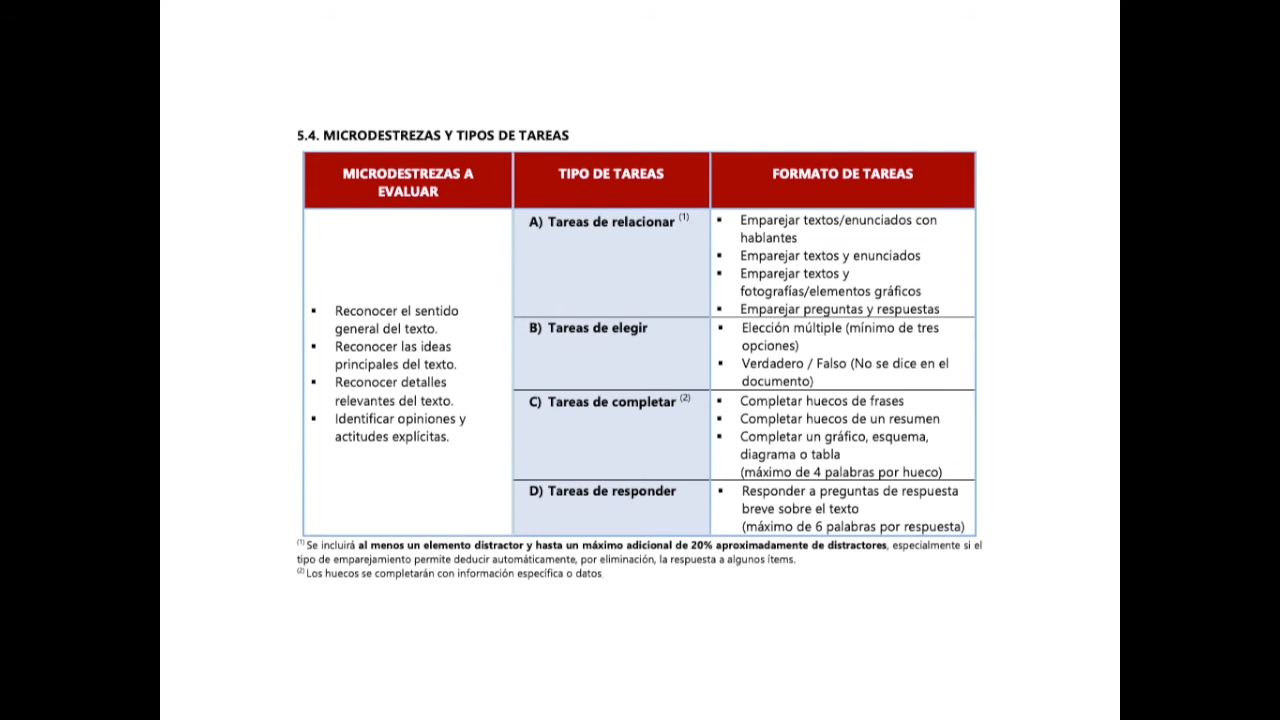 5.4. MICRODESTREZAS Y TIPOS DE TAREAS
MICRODESTREZAS A
EVALUAR
TIPO DE TAREAS
FORMATO DE TAREAS
▪ Reconocer el sentido
general del texto.
▪ Reconocer las ideas
principales del texto.
▪ Reconocer detalles
relevantes del texto.
▪ Identificar opiniones y
actitudes explícitas.
A) Tareas de relacionar (1)
▪ Emparejar textos/enunciados con
hablantes
▪ Emparejar textos y enunciados
▪ Emparejar textos y
fotografías/elementos gráficos
▪ Emparejar preguntas y respuestas
B) Tareas de elegir
▪ Elección múltiple (mínimo de tres
opciones)
▪ Verdadero / Falso (No se dice en el
documento)
C) Tareas de completar (2)
▪ Completar huecos de frases
▪ Completar huecos de un resumen
▪ Completar un gráfico, esquema,
diagrama o tabla
(máximo de 4 palabras por hueco)
D) Tareas de responder
▪ Responder a preguntas de respuesta
breve sobre el texto
(máximo de 6 palabras por respuesta)
(1) Se incluirá al menos un elemento distractor y hasta un máximo adicional de 20% aproximadamente de distractores, especialmente si el
tipo de emparejamiento permite deducir automáticamente, por eliminación, la respuesta a algunos ítems.
(2) Los huecos se completarán con información específica o datos.